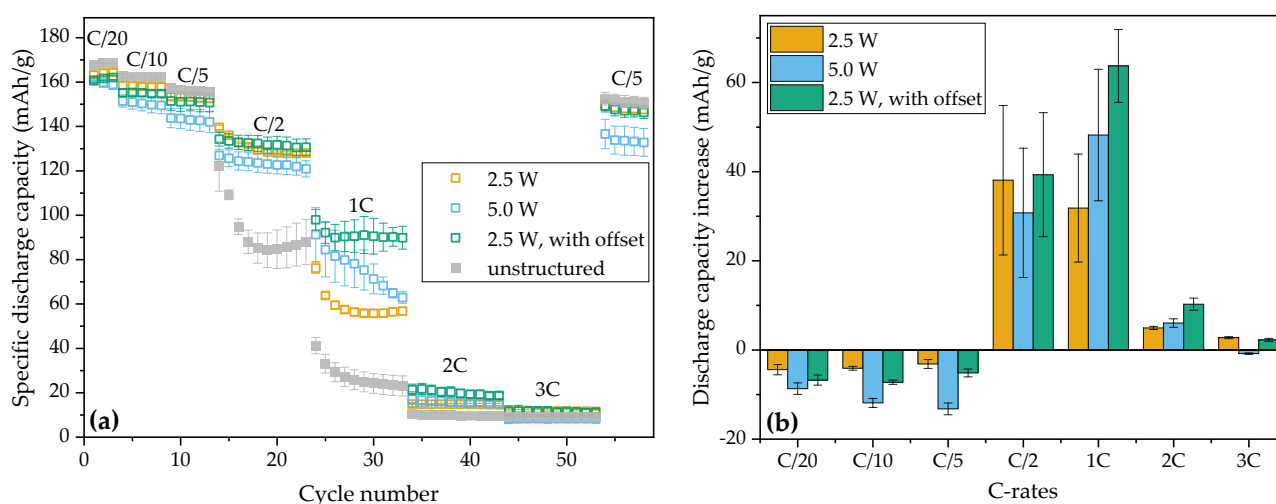 Specific discharge capacity (mAh/g)
180
160
140
120
100
80
60
40
20
0
C/20
C/10
C/5
C/2
1C
2C
3C
C/5
2.5 W
5.0 W
2.5 W, with offset
unstructured
(a)
0 10 20 30 40 50
Cycle number
Discharge capacity increase (mAh/g)
60
40
20
0
-20
2.5 W
5.0 W
2.5 W, with offset
(b)
C/20 C/10 C/5 C/2 1C 2C 3C
C-rates